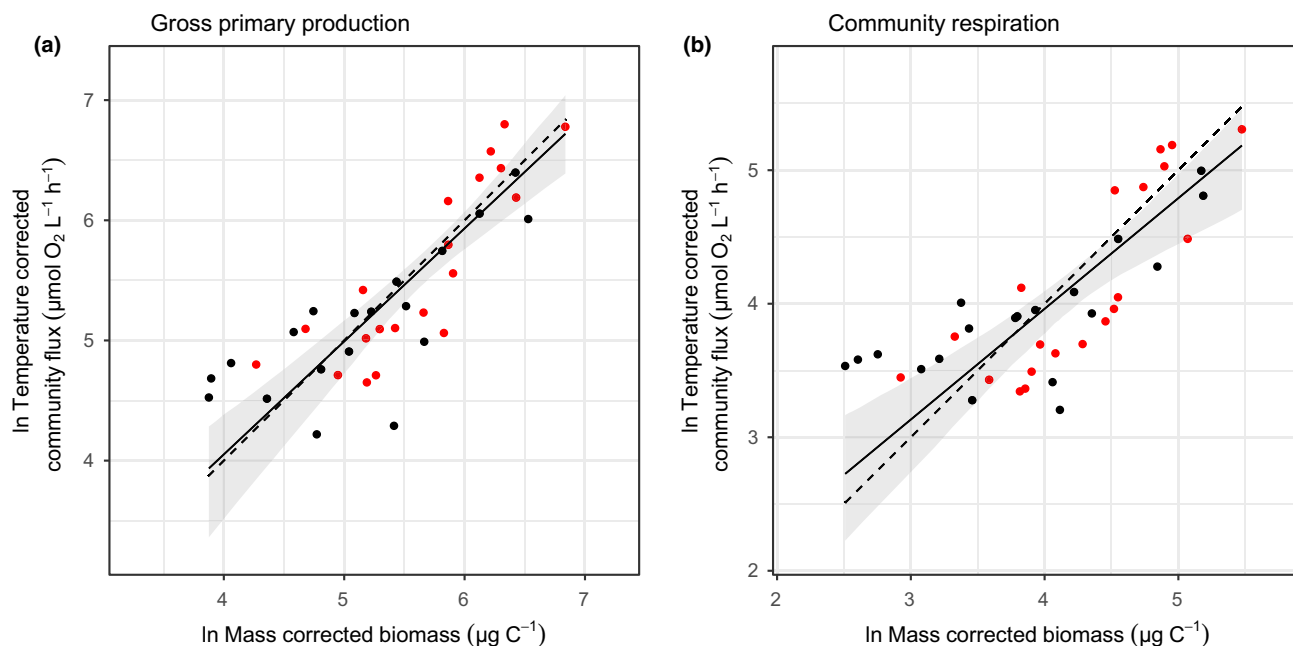 Gross primary production
(a)
ln Temperature corrected
community flux (μmol O₂ L⁻¹ h⁻¹)
7
6
5
4
4 5 6 7
ln Mass corrected biomass (μg C⁻¹)
Community respiration
(b)
ln Temperature corrected
community flux (μmol O₂ L⁻¹ h⁻¹)
5
4
3
2
2 3 4 5
ln Mass corrected biomass (μg C⁻¹)